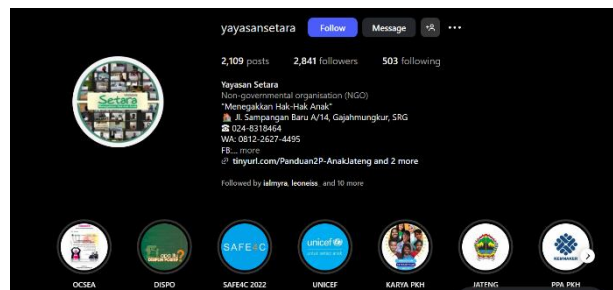 yayasansetara Follow Message
2,109 posts 2,841 followers 503 following
Yayasan Setara
Non-governmental organisation (NGO)
"Menegakkan Hak-Hak Anak"
Jl. Sampangan Baru A/14, Gajahmungkur, SRG
024-8318464
WA: 0812-2627-4495
FB:... more
tinyurl.com/Panduan2P-AnakJateng and 2 more
Followed by ialmyra, leoneiss, and 10 more
Setara
SAFE4C
unicef
KEMNAKER
OCSEA DISPO SAFE4C 2022 UNICEF KARYA PKH JATENG PPA PKH